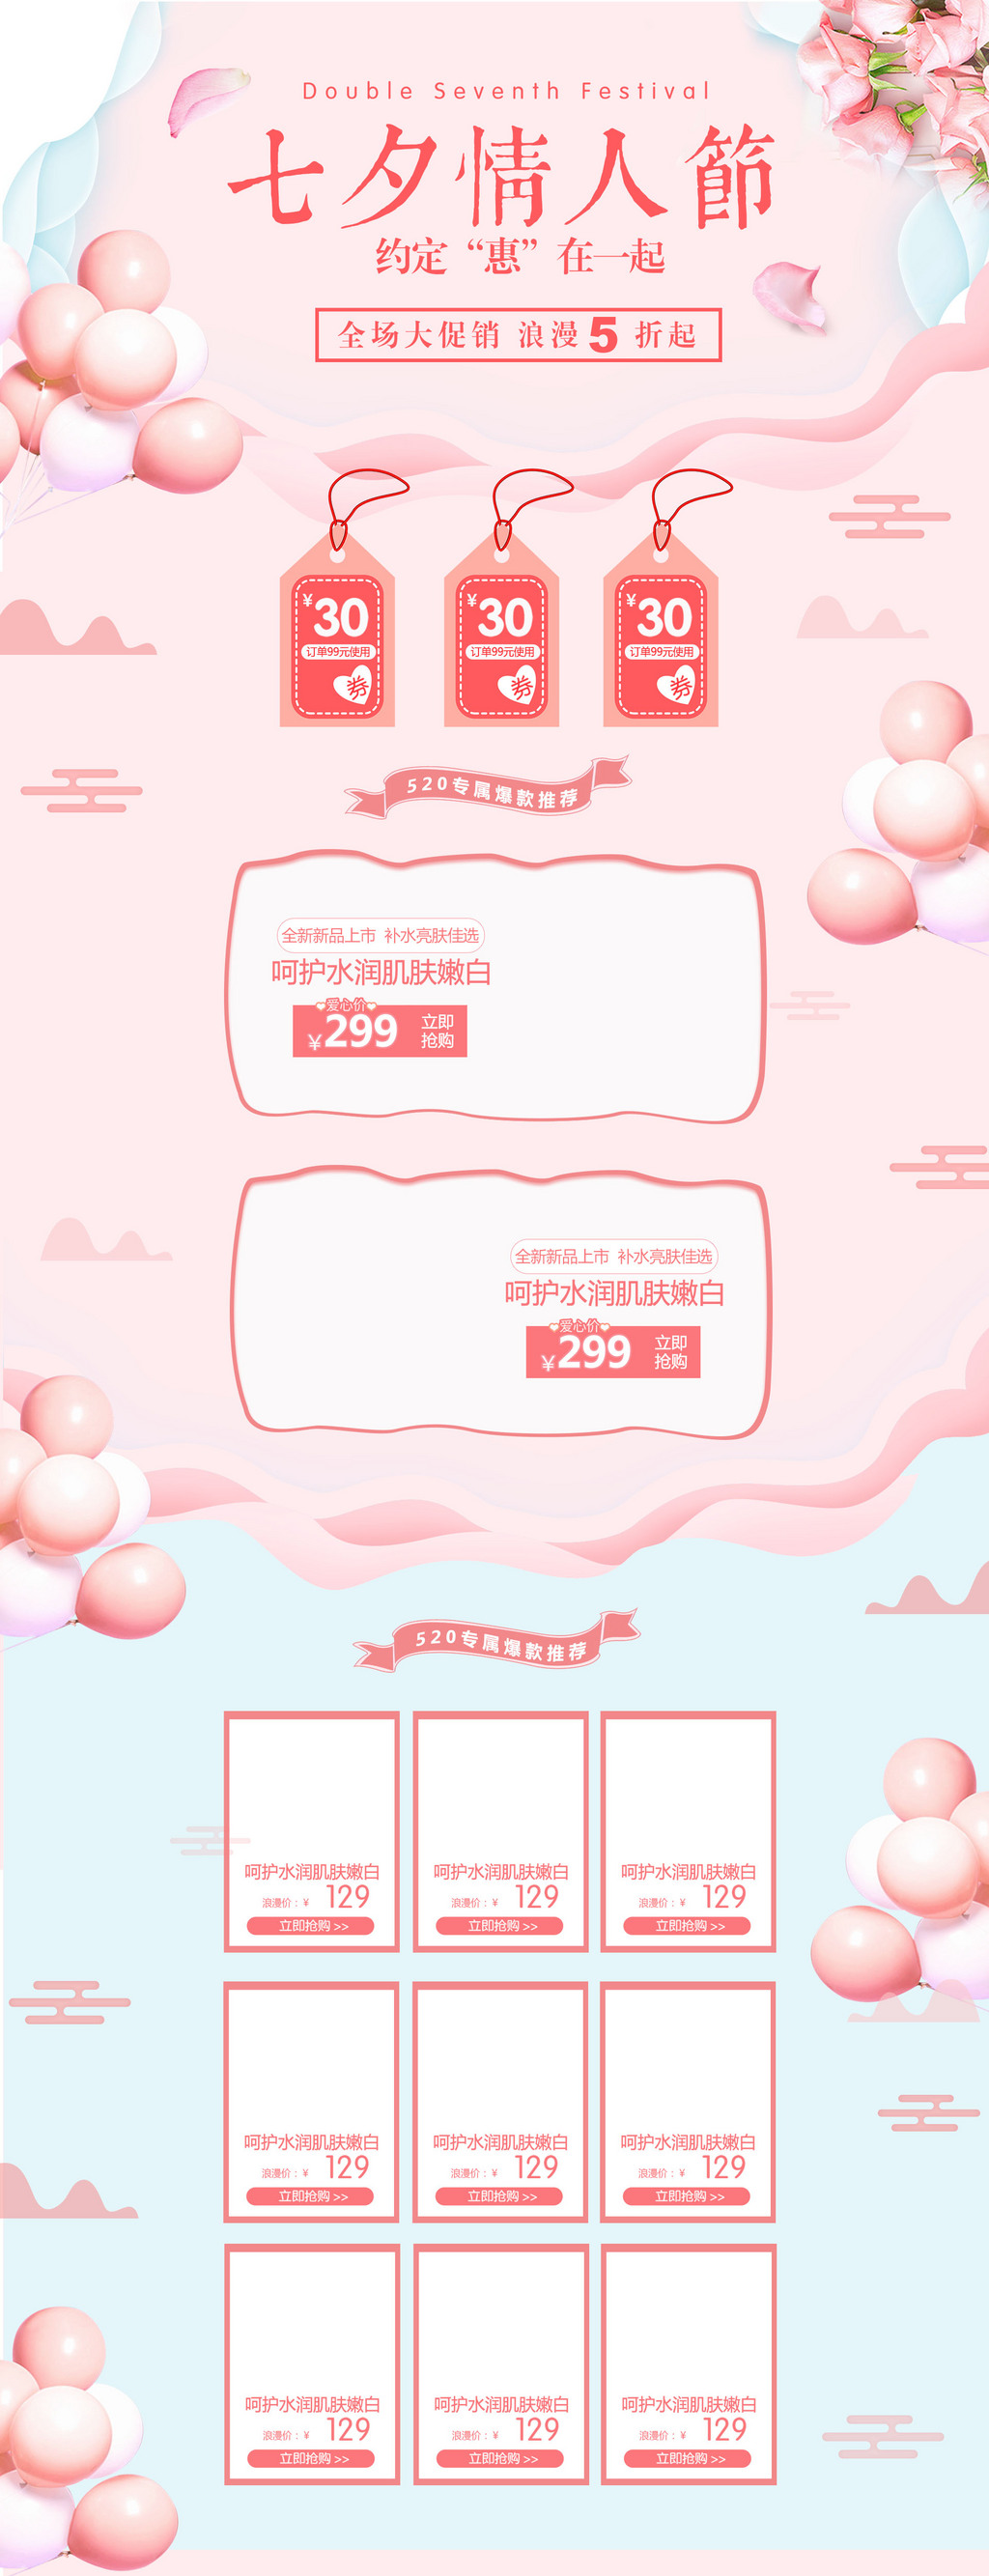 Double Seventh Festival
七夕情人節
约定“惠”在一起
全场大促销 浪漫5折起
¥30 ¥30 ¥30
订单99元使用 订单99元使用 订单99元使用
券 券 券
520专属爆款推荐
全新新品上市 补水亮肤佳选
呵护水润肌肤嫩白
爱心价
¥299 立即
抢购
全新新品上市 补水亮肤佳选
呵护水润肌肤嫩白
爱心价
¥299 立即
抢购
520专属爆款推荐
呵护水润肌肤嫩白 呵护水润肌肤嫩白 呵护水润肌肤嫩白
浪漫价：¥ 129 浪漫价：¥ 129 浪漫价：¥ 129
立即抢购 >> 立即抢购 >> 立即抢购 >>
呵护水润肌肤嫩白 呵护水润肌肤嫩白 呵护水润肌肤嫩白
浪漫价：¥ 129 浪漫价：¥ 129 浪漫价：¥ 129
立即抢购 >> 立即抢购 >> 立即抢购 >>
呵护水润肌肤嫩白 呵护水润肌肤嫩白 呵护水润肌肤嫩白
浪漫价：¥ 129 浪漫价：¥ 129 浪漫价：¥ 129
立即抢购 >> 立即抢购 >> 立即抢购 >>